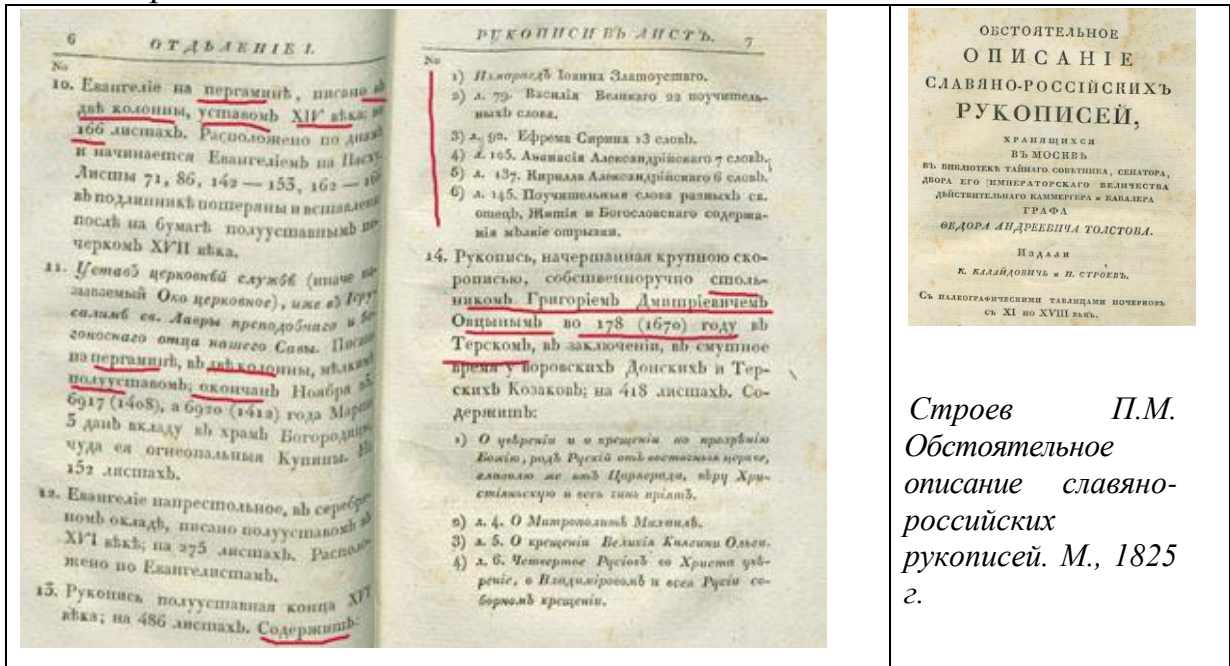 6
ОТДѢЛЕНІЕ I.
No
10. Евангеліе на пергаминѣ, писано въ
двѣ колонны, уставомъ XIV вѣка; на
166 листахъ. Расположено по днямъ
и начинается Евангеліемъ на Пасху.
Листы 71, 86, 142 — 153, 162 —
въ подлинникѣ потеряны и вставлены
послѣ на бумагѣ полууставнымъ по-
черкомъ XVII вѣка.
11. Уставъ церковнѣй службѣ (иначе на-
зываемый Око церковное), иже въ Іеру-
салимѣ св. Лавры преподобнаго и бо-
гоноснаго отца нашего Савы. Писанъ
на пергаминѣ, въ двѣ колонны, мѣлкимъ
полууставомъ; окончанъ Ноября
6917 (1408), а 6920 (1412) года Марта
5 данъ вкладу въ храмъ Богородицы,
чуда ея огнеопальныя Купины. На
152 листахъ.
12. Евангеліе напрестольное, въ серебря-
номъ окладѣ, писано полууставомъ въ
XVI вѣкѣ; на 275 листахъ. Располо-
жено по Евангелистамъ.
13. Рукопись полууставная конца XVI
вѣка; на 486 листахъ. Содержитъ:
РУКОПИСИ ВЪ ЛИСТЪ.
7
No
1) Измарагдъ Іоанна Златоустаго.
2) л. 79. Василія Великаго 22 поучитель-
ныхъ слова.
3) л. 92. Ефрема Сирина 13 словъ.
4) л. 105. Аѳанасія Александрійскаго 7 словъ.
5) л. 137. Кирилла Александрійскаго 6 словъ.
6) л. 145. Поучительныя слова разныхъ св.
отецъ, Житія и Богословскаго содержа-
нія мѣлкіе отрывки.
14. Рукопись, начертанная крупною ско-
рописью, собственноручно столь-
никомъ Григоріемъ Дмитріевичемъ
Овцынымъ во 178 (1670) году въ
Терскомъ, въ заключеніи, въ смутное
время у воровскихъ Донскихъ и Тер-
скихъ Козаковъ; на 418 листахъ. Со-
держитъ:
1) О увѣреніи и о крещеніи по прозрѣнію
Божію, родъ Рускій отъ восточныя церкве,
глаголю же отъ Царяграда, вѣру Хри-
стіяньскую и весь чинъ пріятъ.
2) л. 4. О Митрополитѣ Михаилѣ.
3) л. 5. О крещеніи Великія Княгини Ольги.
4) л. 6. Четвертое Русіовъ во Христа увѣ-
реніе, о Владиміровомъ и всея Русіи со-
борномъ крещеніи.
ОБСТОЯТЕЛЬНОЕ
ОПИСАНІЕ
СЛАВЯНО-РОССІЙСКИХЪ
РУКОПИСЕЙ,
ХРАНЯЩИХСЯ
ВЪ МОСКВѢ
ВЪ БИБЛІОТЕКѢ ТАЙНАГО СОВѢТНИКА, СЕНАТОРА,
ДВОРА ЕГО ИМПЕРАТОРСКАГО ВЕЛИЧЕСТВА
ДѢЙСТВИТЕЛЬНАГО КАММЕРГЕРА и КАВАЛЕРА
ГРАФА
ѲЕДОРА АНДРЕЕВИЧА ТОЛСТОВА.
Издали
К. КАЛАЙДОВИЧЬ и П. СТРОЕВЪ.
Съ ПАЛЕОГРАФИЧЕСКИМИ ТАБЛИЦАМИ ПОЧЕРКОВЪ
съ XI по XVIII вѣкъ.
Строев П.М.
Обстоятельное
описание славяно-
российских
рукописей. М., 1825
г.